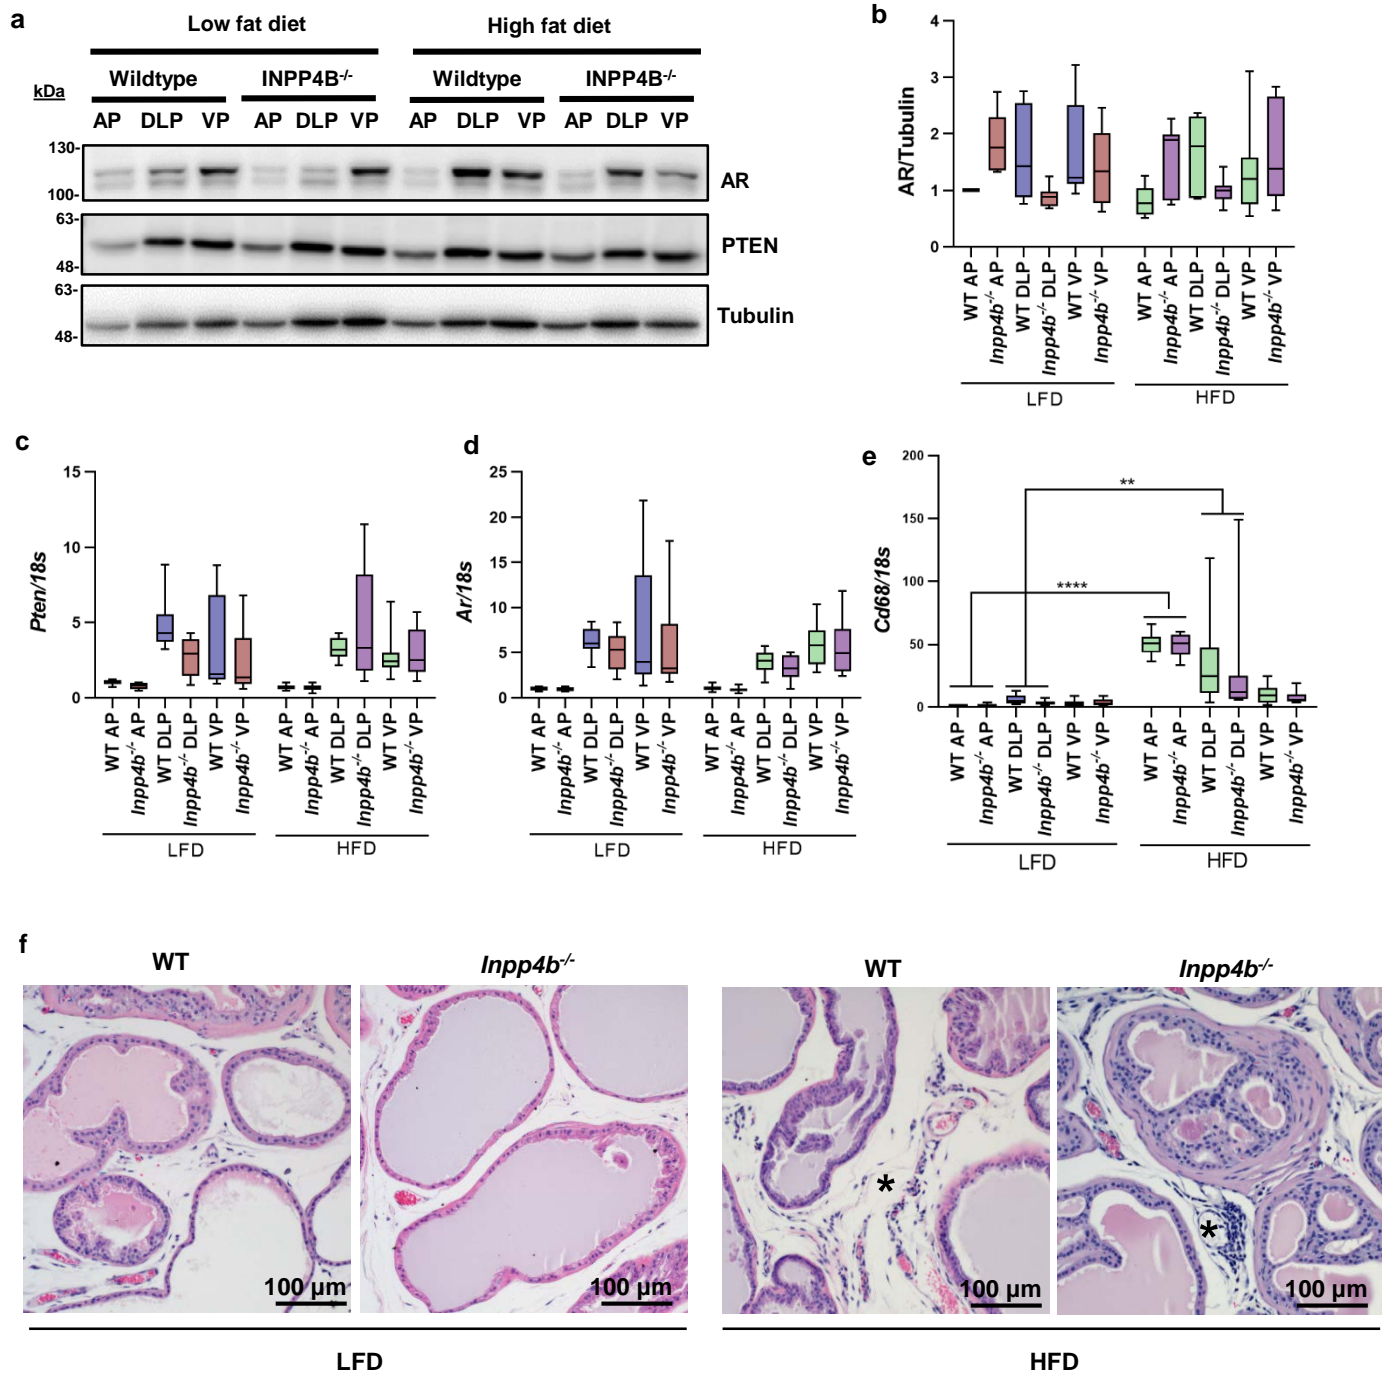 a
Low fat diet
High fat diet
kDa
Wildtype
INPP4B-/-
Wildtype
INPP4B-/-
AP DLP VP AP DLP VP AP DLP VP AP DLP VP
130-
100-
AR
63-
48-
PTEN
63-
48-
Tubulin
b
AR/Tubulin
4
3
2
1
0
WT AP
Inpp4b-/- AP
WT DLP
Inpp4b-/- DLP
WT VP
Inpp4b-/- VP
WT AP
Inpp4b-/- AP
WT DLP
Inpp4b-/- DLP
WT VP
Inpp4b-/- VP
LFD
HFD
c
Pten/18s
15
10
5
0
WT AP
Inpp4b-/- AP
WT DLP
Inpp4b-/- DLP
WT VP
Inpp4b-/- VP
WT AP
Inpp4b-/- AP
WT DLP
Inpp4b-/- DLP
WT VP
Inpp4b-/- VP
LFD
HFD
d
Ar/18s
25
20
15
10
5
0
WT AP
Inpp4b-/- AP
WT DLP
Inpp4b-/- DLP
WT VP
Inpp4b-/- VP
WT AP
Inpp4b-/- AP
WT DLP
Inpp4b-/- DLP
WT VP
Inpp4b-/- VP
LFD
HFD
e
Cd68/18s
200
150
100
50
0
**
****
WT AP
Inpp4b-/- AP
WT DLP
Inpp4b-/- DLP
WT VP
Inpp4b-/- VP
WT AP
Inpp4b-/- AP
WT DLP
Inpp4b-/- DLP
WT VP
Inpp4b-/- VP
LFD
HFD
f
WT
Inpp4b-/-
WT
Inpp4b-/-
*
*
100 µm
100 µm
100 µm
100 µm
LFD
HFD